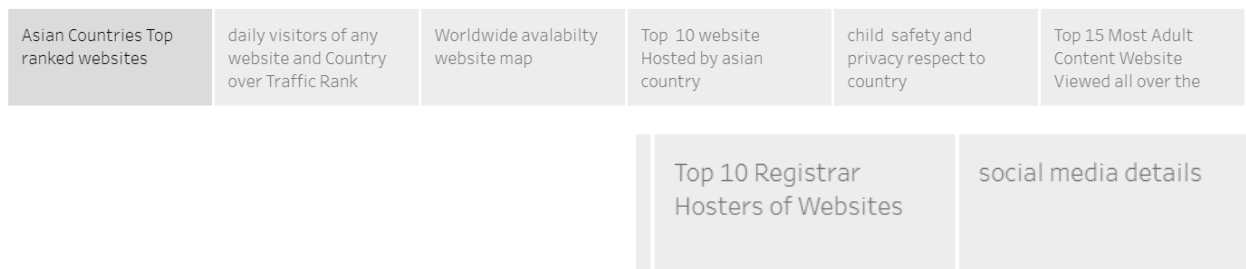 Asian Countries Top
ranked websites
daily visitors of any
website and Country
over Traffic Rank
Worldwide avalabilty
website map
Top  10 website
Hosted by asian
country
child  safety and
privacy respect to
country
Top 15 Most Adult
Content Website
Viewed all over the
Top 10 Registrar
Hosters of Websites
social media details